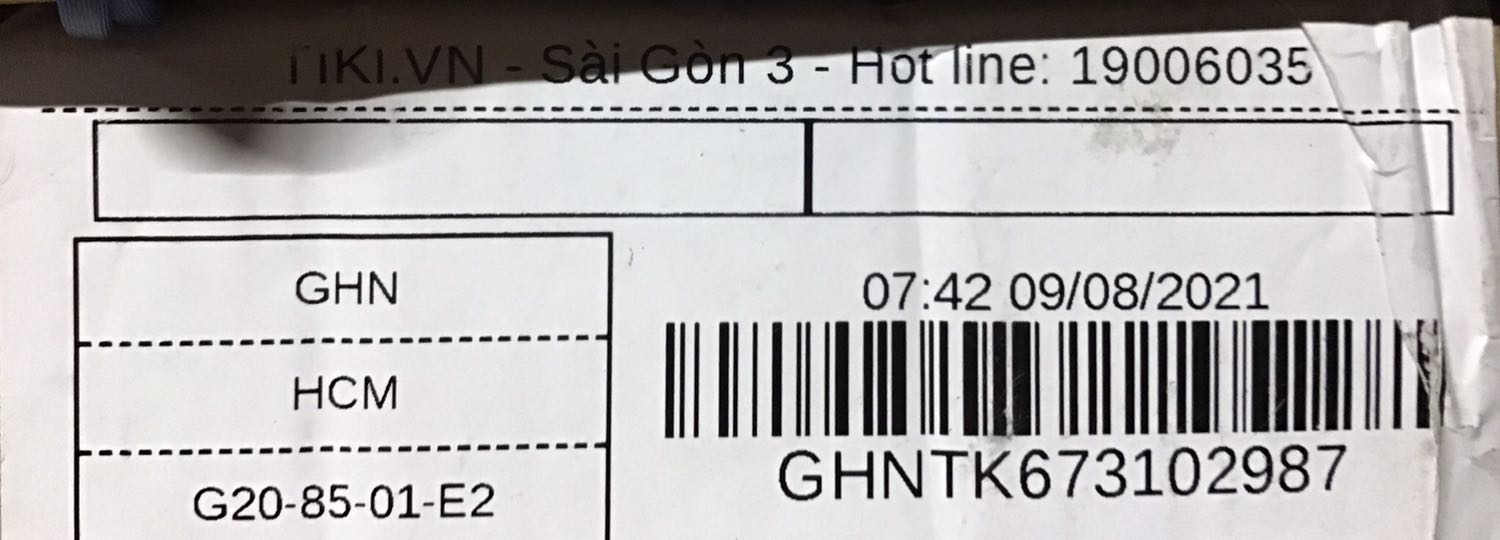 TIKI.VN - Sài Gòn 3 - Hot line: 19006035
GHN
HCM
G20-85-01-E2
07:42 09/08/2021
GHNTK673102987